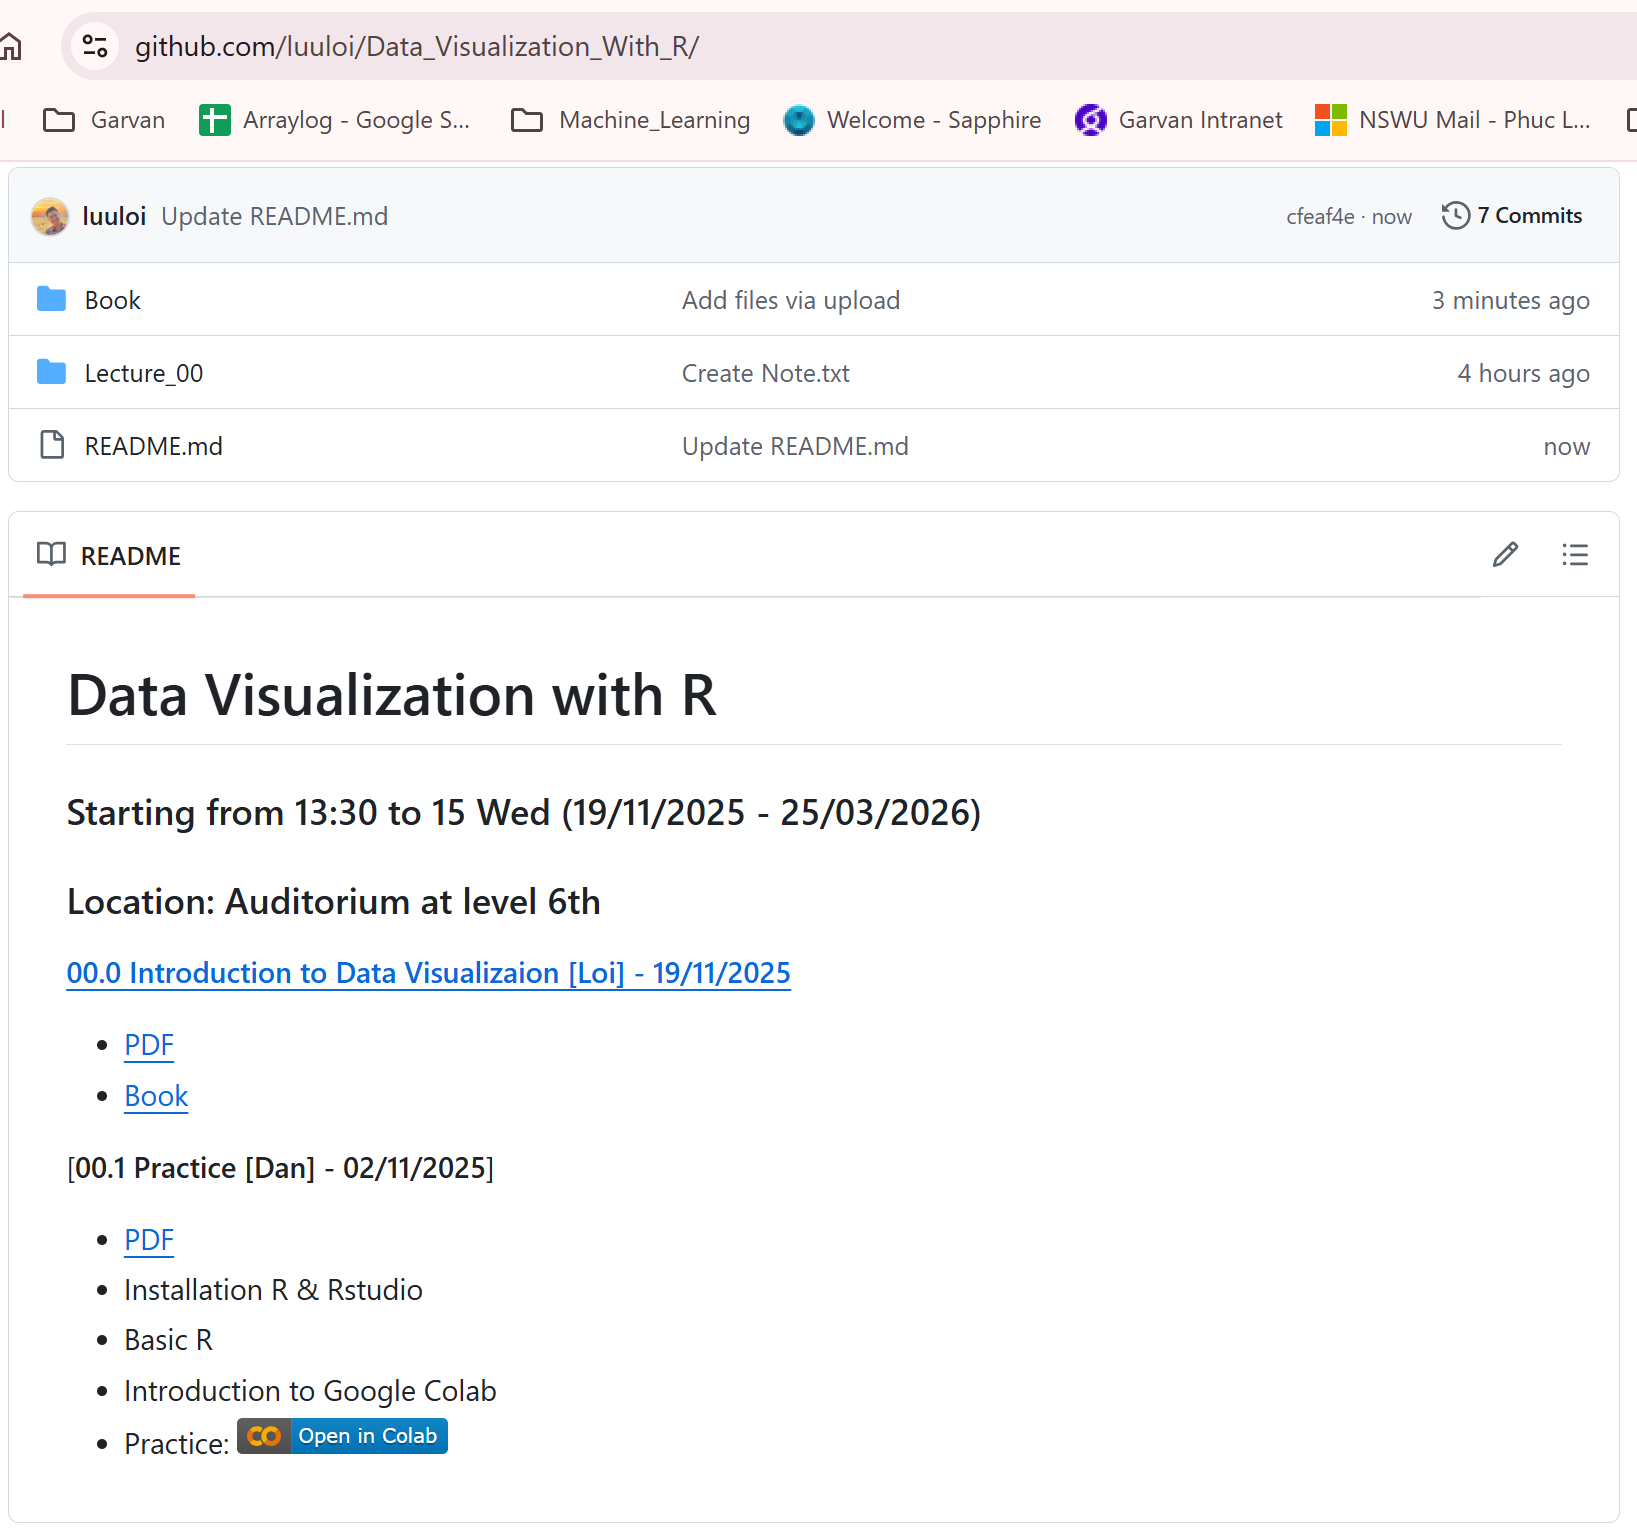 github.com/luuloi/Data_Visualization_With_R/
Garvan
Arraylog - Google S...
Machine_Learning
Welcome - Sapphire
Garvan Intranet
NSWU Mail - Phuc L...
luuloi Update README.md cfeaf4e · now 7 Commits
Book Add files via upload 3 minutes ago
Lecture_00 Create Note.txt 4 hours ago
README.md Update README.md now
README
Data Visualization with R
Starting from 13:30 to 15 Wed (19/11/2025 - 25/03/2026)
Location: Auditorium at level 6th
00.0 Introduction to Data Visualizaion [Loi] - 19/11/2025
PDF
Book
[00.1 Practice [Dan] - 02/11/2025]
PDF
Installation R & Rstudio
Basic R
Introduction to Google Colab
Practice: Open in Colab